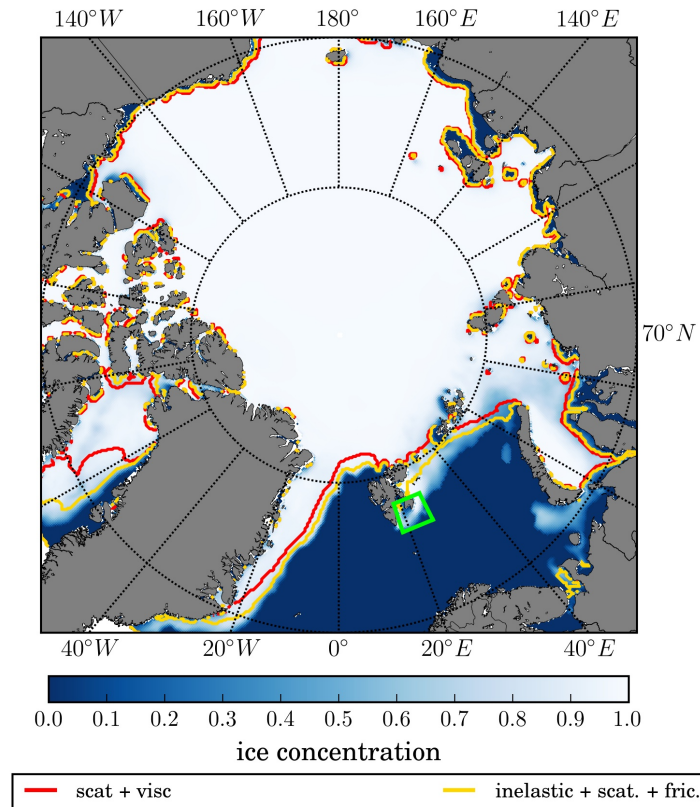 140°W 160°W 180° 160°E 140°E
70°N
40°W 20°W 0° 20°E 40°E
0.0 0.1 0.2 0.3 0.4 0.5 0.6 0.7 0.8 0.9 1.0
ice concentration
scat + visc inelastic + scat. + fric.